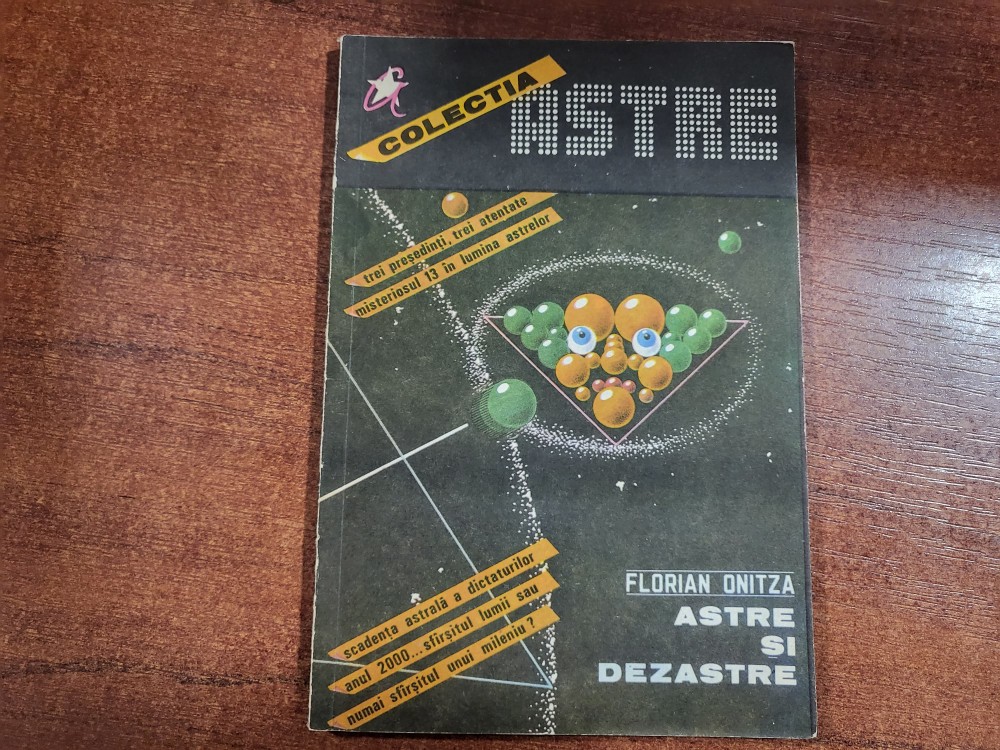 COLECTIA
ASTRE
trei președinți, trei atentate
misteriosul 13 în lumina astrelor
scadența astrală a dictaturilor
anul 2000... sfîrșitul lumii sau
numai sfîrșitul unui mileniu?
FLORIAN ONITZA
ASTRE
SI
DEZASTRE